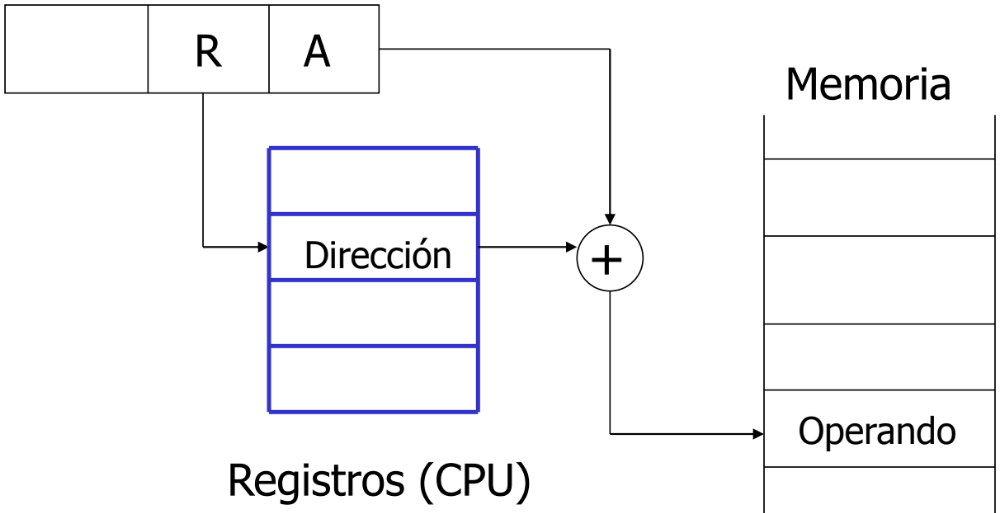 R A
Memoria
Dirección
+
Operando
Registros (CPU)